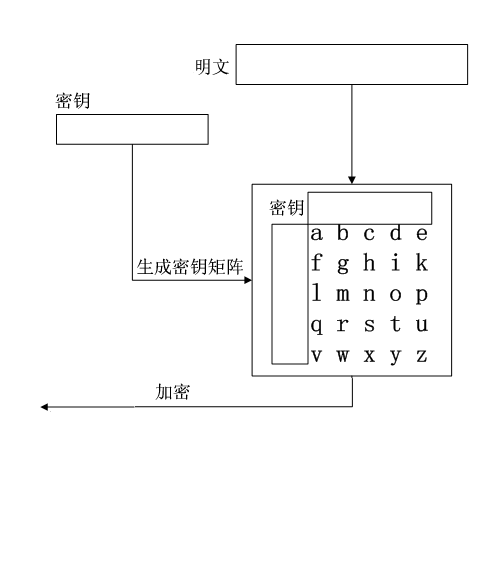 明文
密钥
密钥
a b c d e
f g h i k
生成密钥矩阵
l m n o p
q r s t u
v w x y z
加密